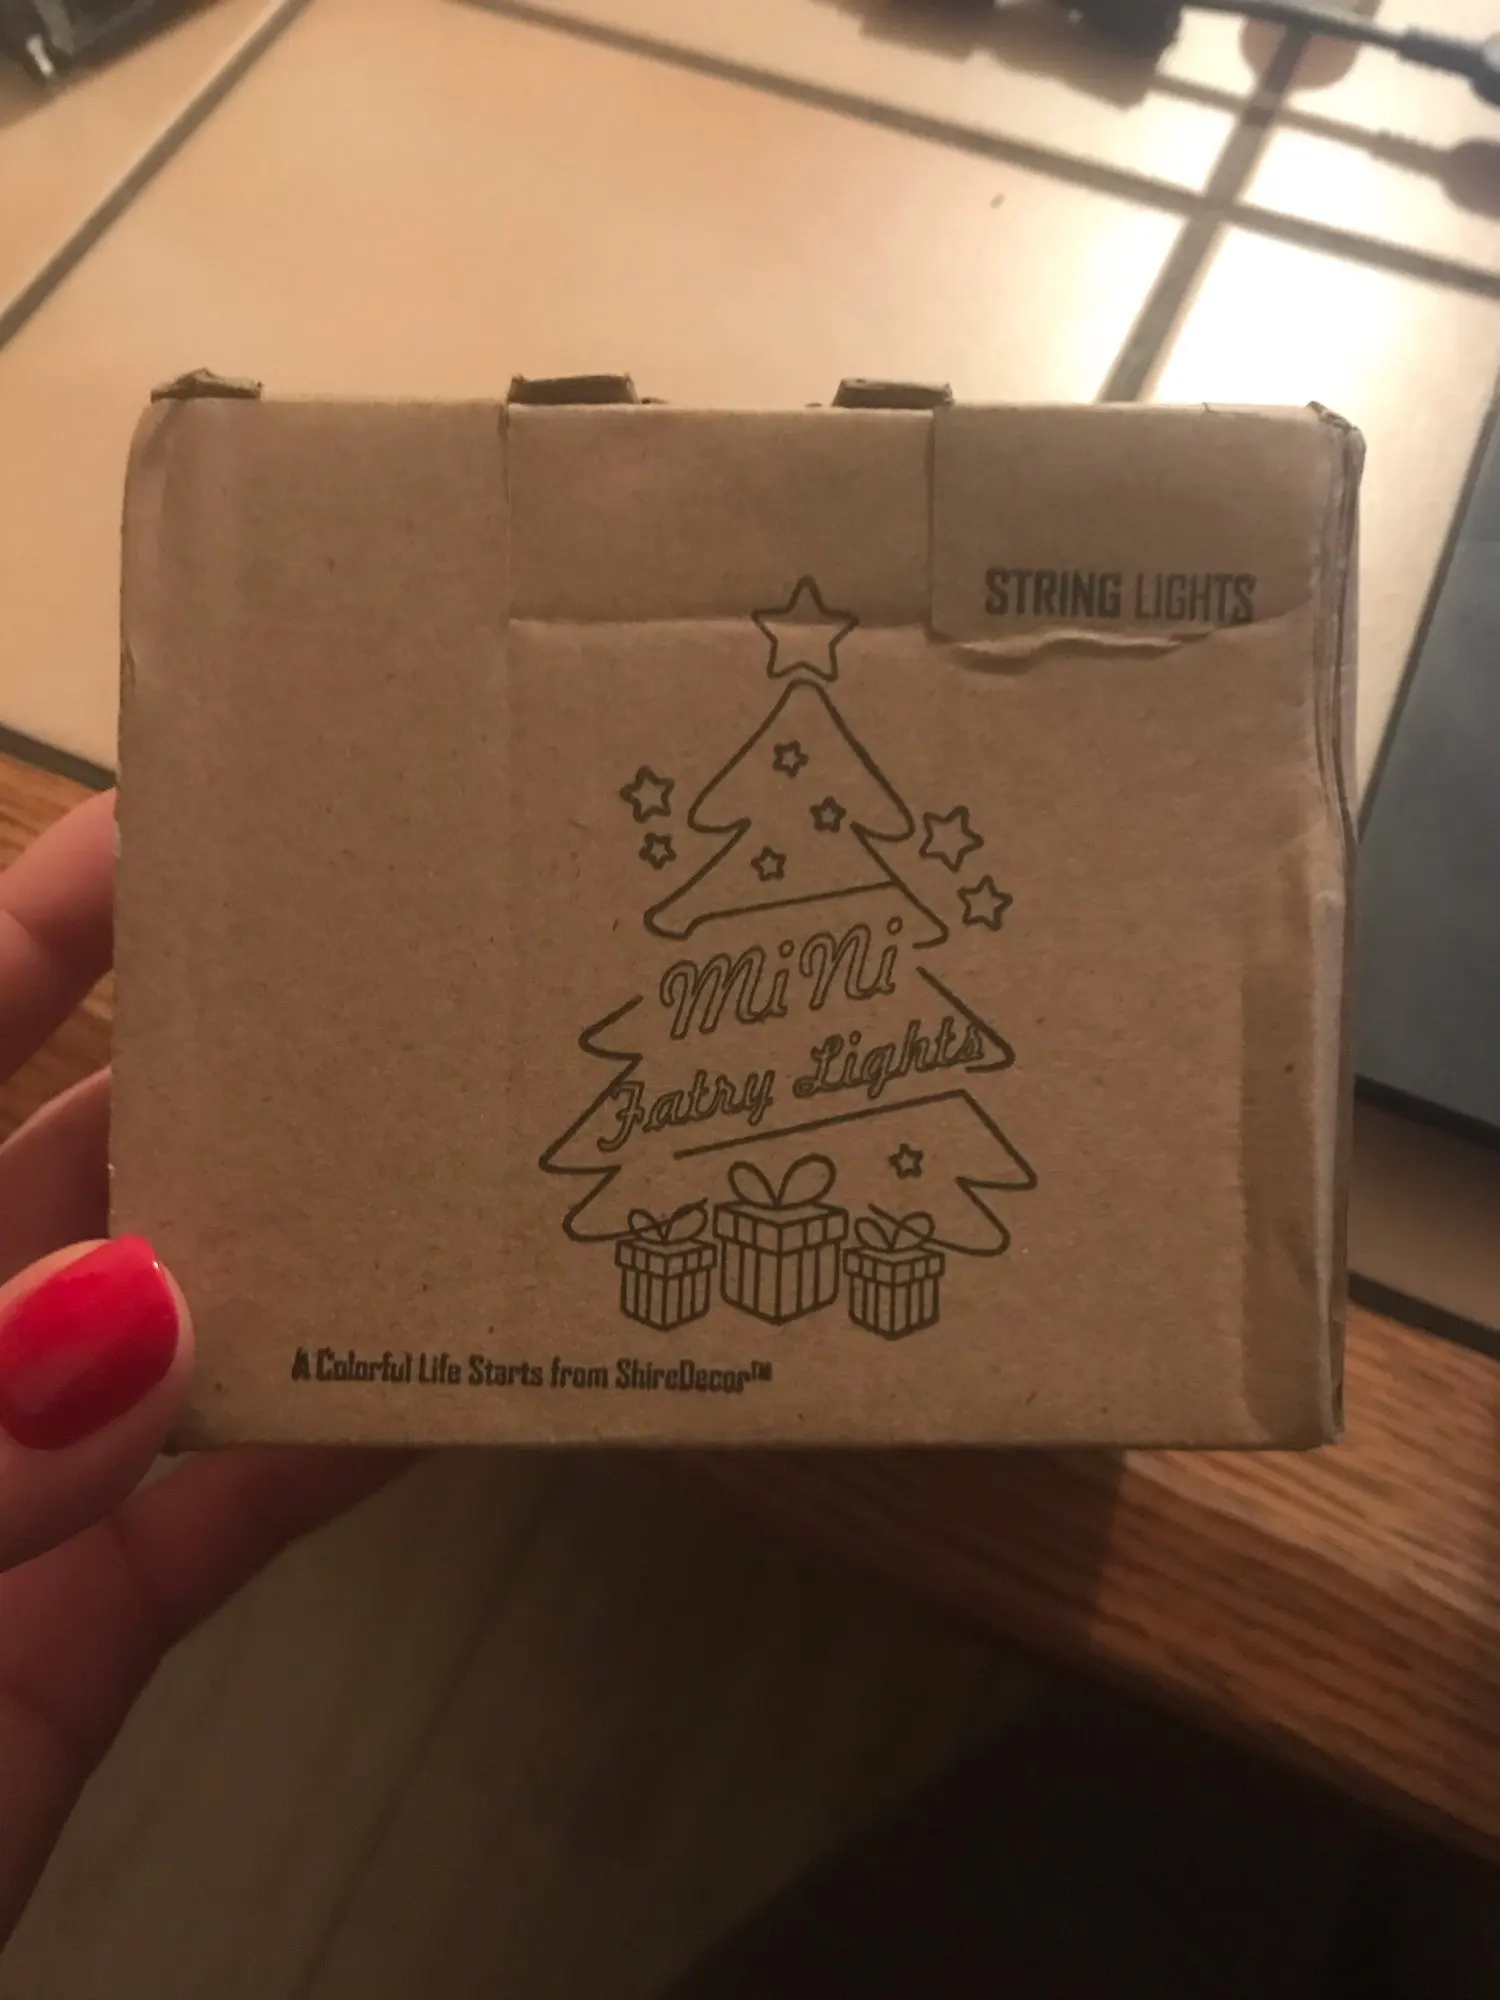 STRING LIGHTS
MiNi
Fatry Lights
A Colorful Life Starts from ShireDecor™